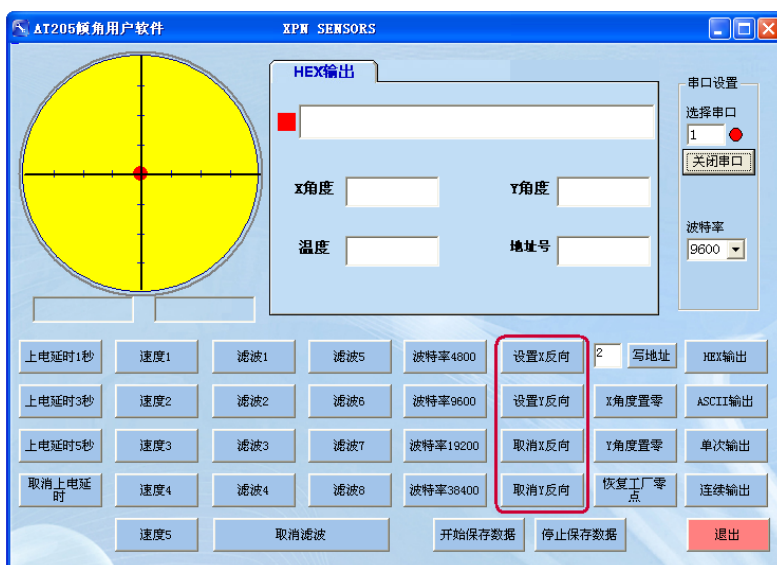 AT205倾角用户软件 XPN SENSORS
HEX输出
串口设置
选择串口
1
关闭串口
X角度 Y角度
波特率
温度 地址号
9600
上电延时1秒 速度1 滤波1 滤波5 波特率4800 设置X反向 2 写地址 HEX输出
上电延时3秒 速度2 滤波2 滤波6 波特率9600 设置Y反向 X角度置零 ASCII输出
上电延时5秒 速度3 滤波3 滤波7 波特率19200 取消X反向 Y角度置零 单次输出
取消上电延时 速度4 滤波4 滤波8 波特率38400 取消Y反向 恢复工厂零点 连续输出
速度5 取消滤波 开始保存数据 停止保存数据 退出